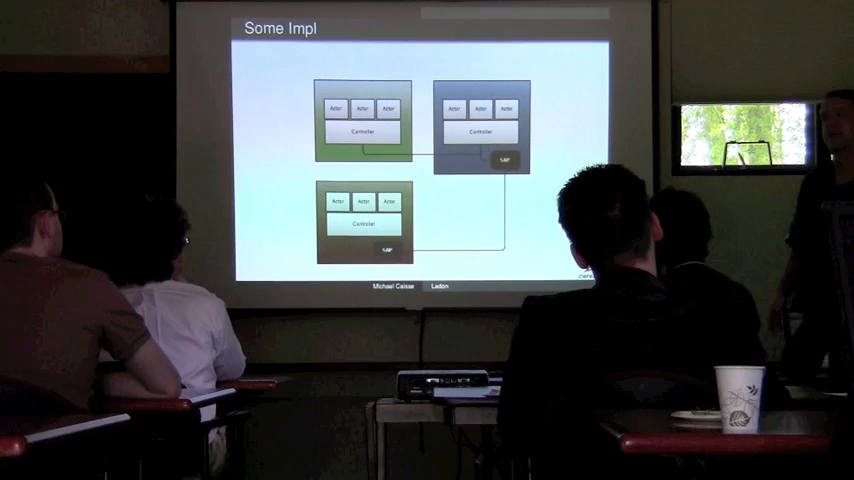 Some Impl
Actor Actor Actor
Controller
Actor Actor Actor
Controller
SAP
Actor Actor Actor
Controller
SAP
Michael Caisse Ladon